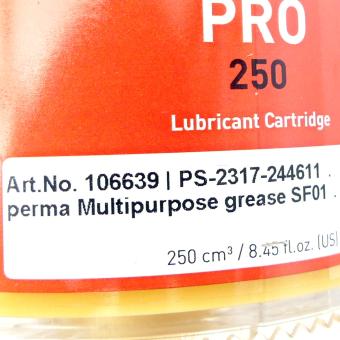 PRO
250
Lubricant Cartridge
Art.No. 106639 | PS-2317-244611 .
perma Multipurpose grease SF01 .
250 cm³ / 8.45 fl.oz. (US)